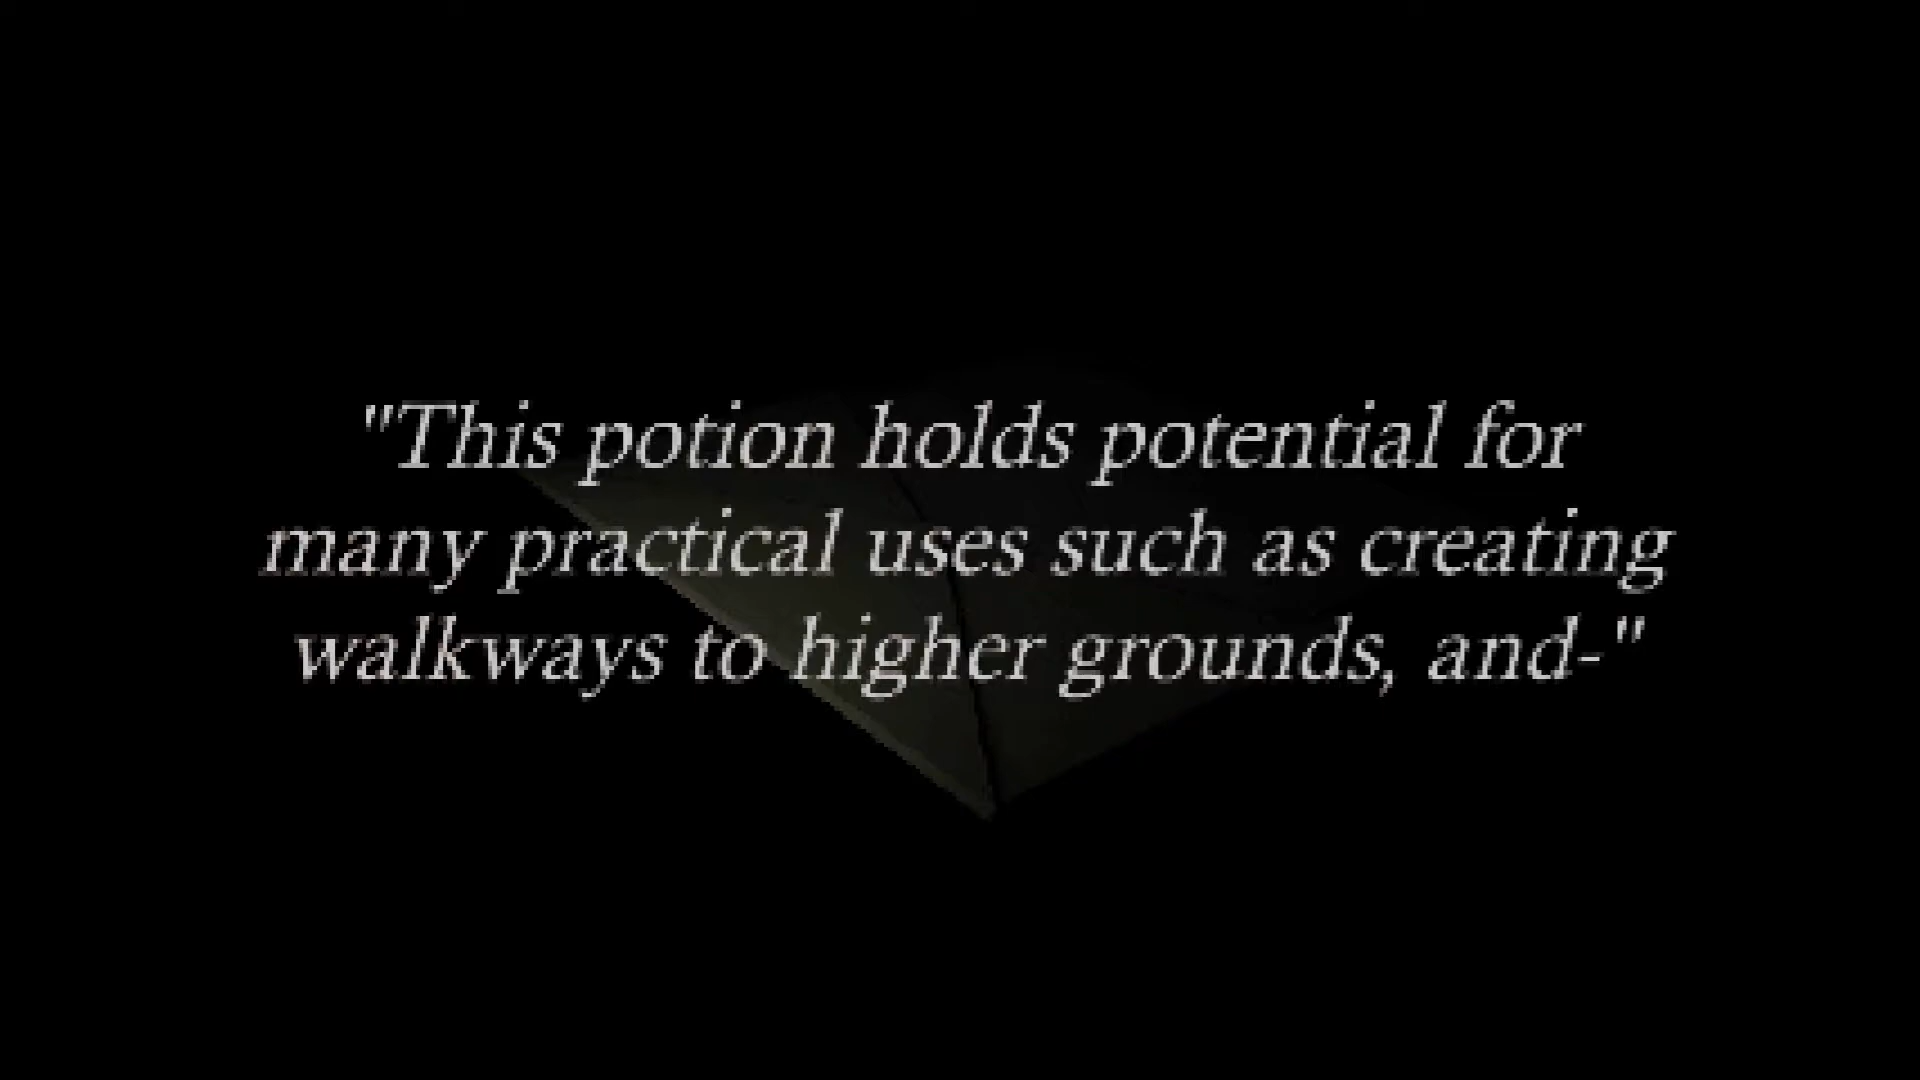 "This potion holds potential for
many practical uses such as creating
walkways to higher grounds, and-"